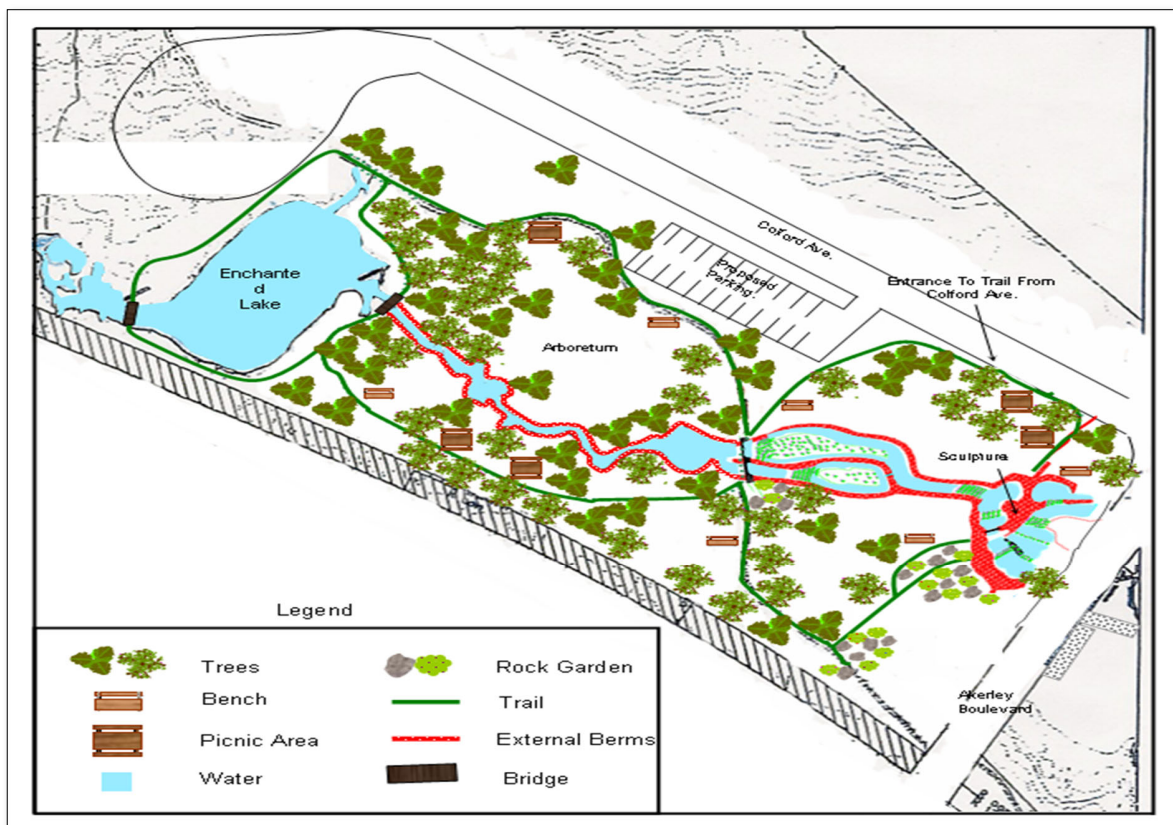 Colford Ave.
Proposed
Parking.
Entrance To Trail From
Colford Ave.
Enchante
d
Lake
Arboretum
Sculpture
Akerley
Boulevard
Legend
Trees
Rock Garden
Bench
Trail
Picnic Area
External Berms
Water
Bridge